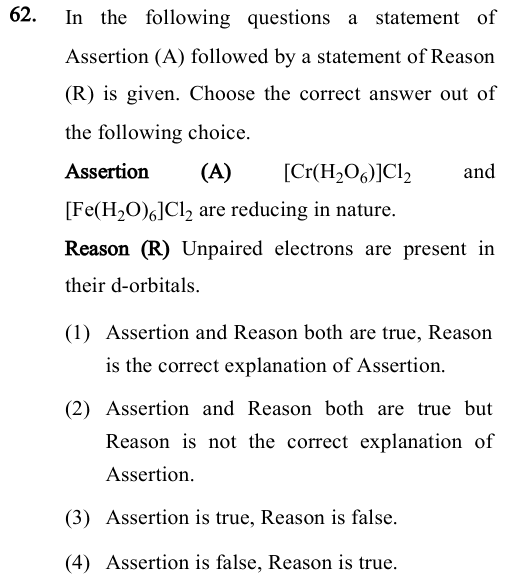 62. In the following questions a statement of
Assertion (A) followed by a statement of Reason
(R) is given. Choose the correct answer out of
the following choice.
Assertion (A) [Cr(H₂O₆)]Cl₂ and
[Fe(H₂O)₆]Cl₂ are reducing in nature.
Reason (R) Unpaired electrons are present in
their d-orbitals.
(1) Assertion and Reason both are true, Reason
is the correct explanation of Assertion.
(2) Assertion and Reason both are true but
Reason is not the correct explanation of
Assertion.
(3) Assertion is true, Reason is false.
(4) Assertion is false, Reason is true.